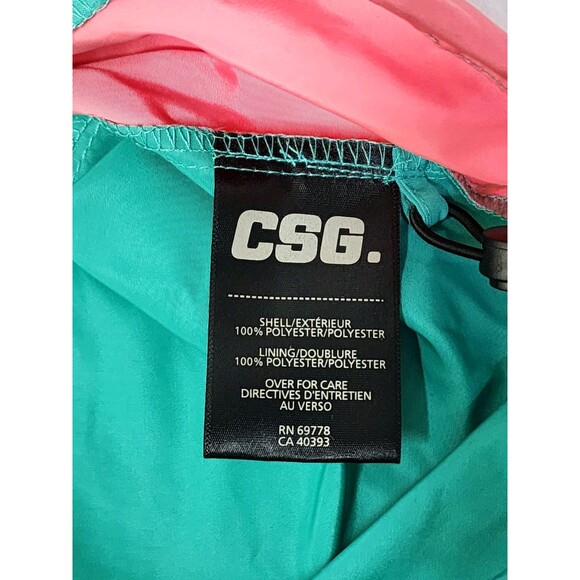 CSG.
SHELL/EXTÉRIEUR
100% POLYESTER/POLYESTER
LINING/DOUBLURE
100% POLYESTER/POLYESTER
OVER FOR CARE
DIRECTIVES D'ENTRETIEN
AU VERSO
RN 69778
CA 40393